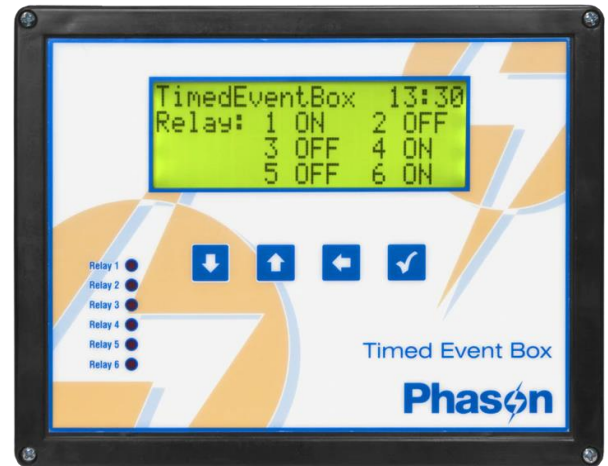 TimedEventBox 13:30
Relay: 1 ON 2 OFF
3 OFF 4 ON
5 OFF 6 ON
Relay 1
Relay 2
Relay 3
Relay 4
Relay 5
Relay 6
Timed Event Box
Phason